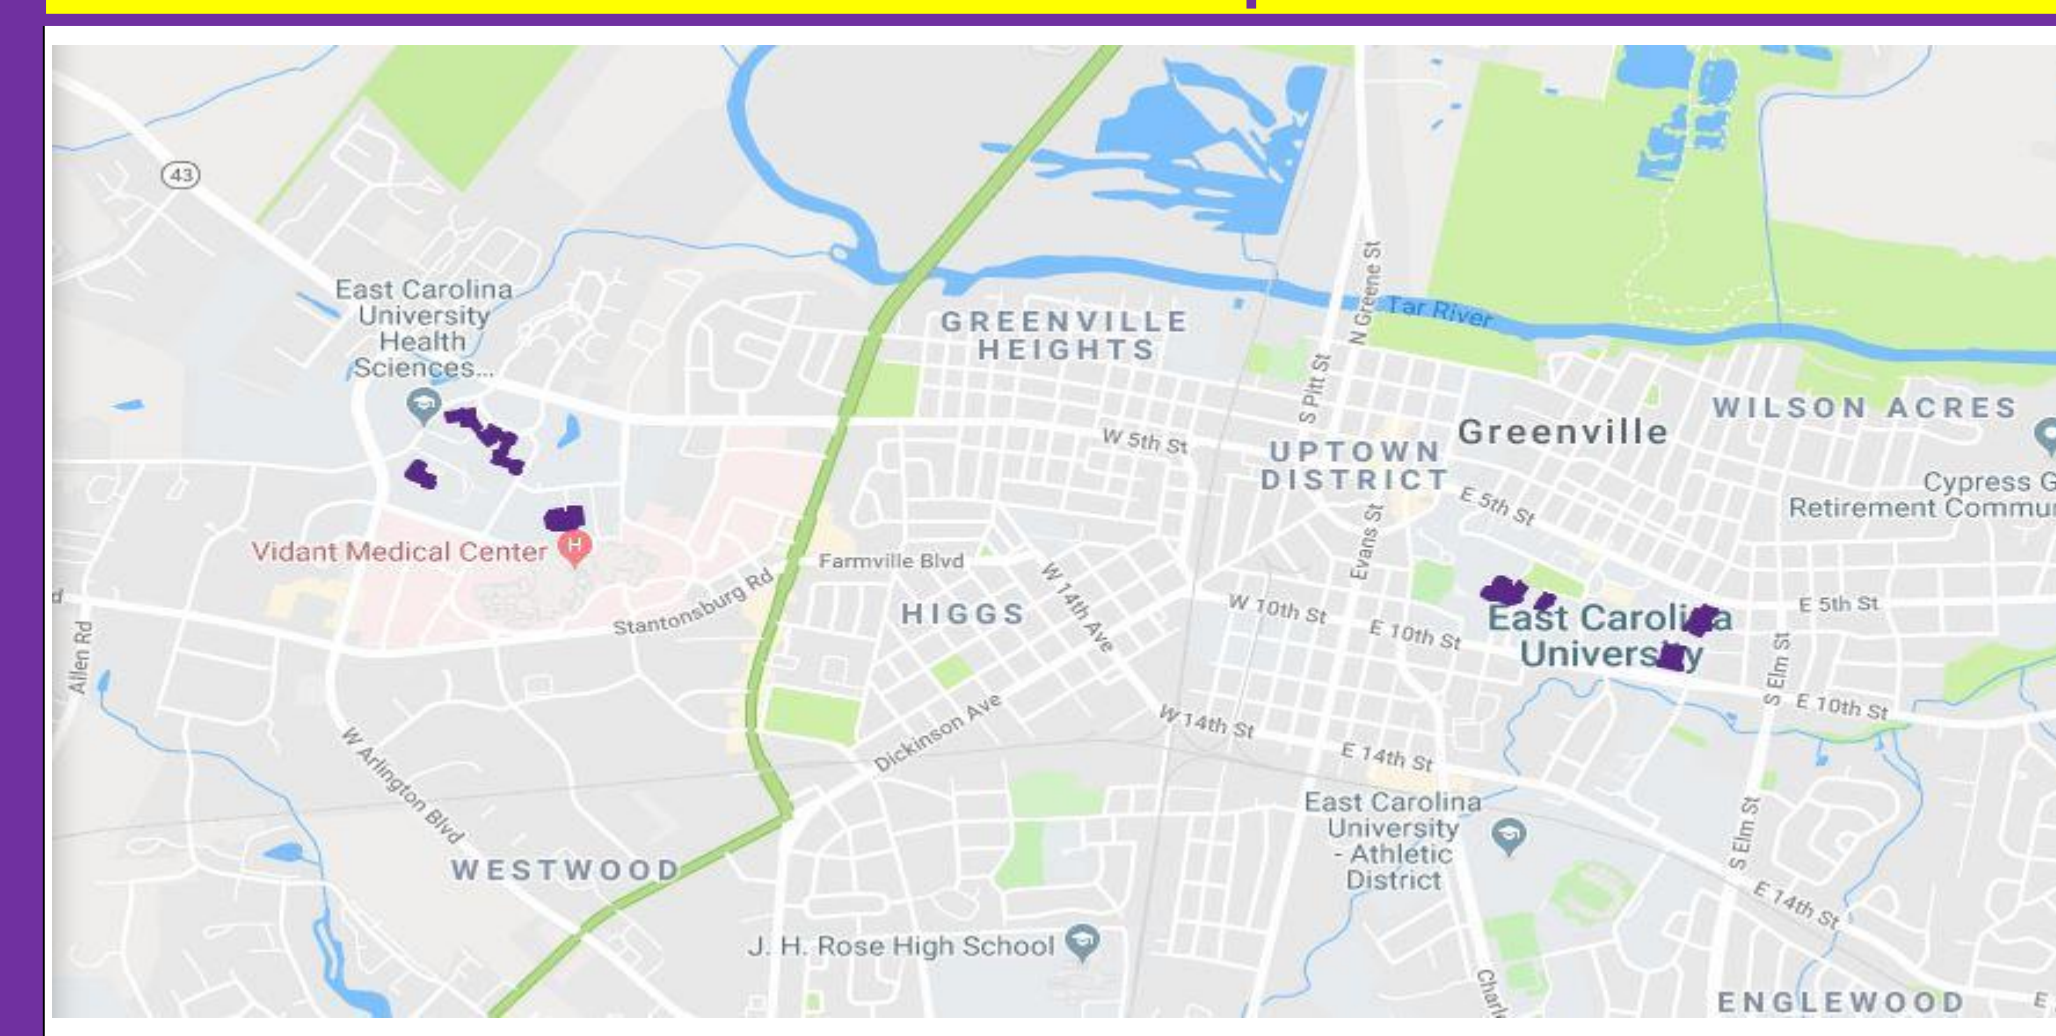 43
East Carolina
University
Health
Sciences...
GREENVILLE
HEIGHTS
N Greene St
Tar River
S Pitt St
W 5th St
UPTOWN
DISTRICT
Greenville
WILSON ACRES
Cypress G
Retirement Commu
E 5th St
Evans St
Vidant Medical Center
H
Farmville Blvd
Stantonsburg Rd
HIGGS
W 14th Ave
W 10th St
E 10th St
East Carolina
University
E 5th St
S Elm St
E 10th St
d
Allen Rd
W Arlington Blvd
Dickinson Ave
W 14th St
E 14th St
East Carolina
University
- Athletic
District
S Elm St
E 14th St
WESTWOOD
J. H. Rose High School
Charl
ENGLEWOOD
E